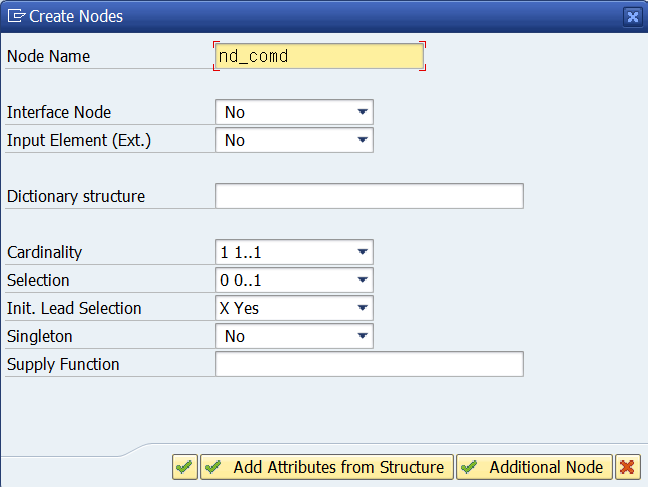 Create Nodes
Node Name nd_comd
Interface Node No
Input Element (Ext.) No
Dictionary structure
Cardinality 1 1..1
Selection 0 0..1
Init. Lead Selection X Yes
Singleton No
Supply Function
Add Attributes from Structure Additional Node